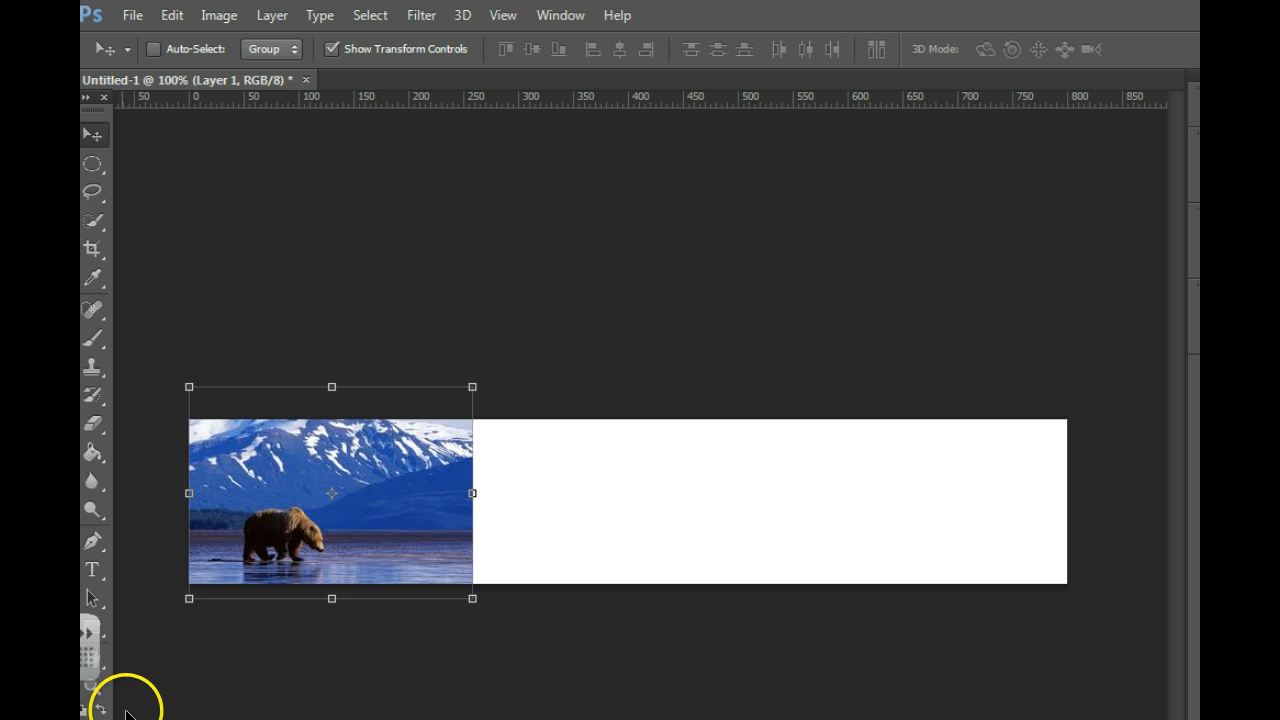 Ps File Edit Image Layer Type Select Filter 3D View Window Help
Auto-Select: Group Show Transform Controls 3D Mode:
Untitled-1 @ 100% (Layer 1, RGB/8) * ×
50 0 50 100 150 200 250 300 350 400 450 500 550 600 650 700 750 800 850
T